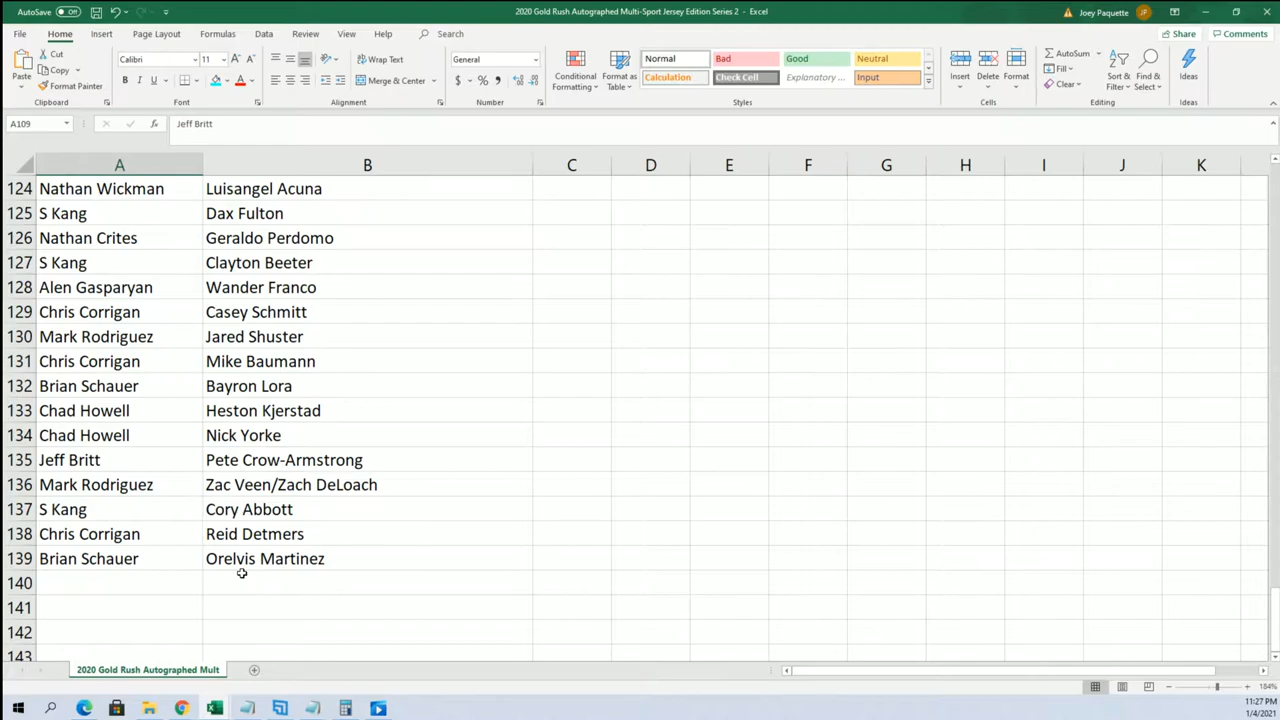 AutoSave Off 2020 Gold Rush Autographed Multi-Sport Jersey Edition Series 2 - Excel Joey Paquette JP
File Home Insert Page Layout Formulas Data Review View Help Search Share Comments
Paste Cut Copy Format Painter Clipboard
Calibri 11 B I U A Font
Wrap Text Merge & Center Alignment
General $ % , Number
Conditional Formatting Format as Table
Normal Bad Good Neutral
Calculation Check Cell Explanatory ... Input
Styles
Insert Delete Format Cells
AutoSum Fill Clear Sort & Filter Find & Select Editing
Ideas Ideas
A109 fx Jeff Britt
A B C D E F G H I J K
124 Nathan Wickman Luisangel Acuna
125 S Kang Dax Fulton
126 Nathan Crites Geraldo Perdomo
127 S Kang Clayton Beeter
128 Alen Gasparyan Wander Franco
129 Chris Corrigan Casey Schmitt
130 Mark Rodriguez Jared Shuster
131 Chris Corrigan Mike Baumann
132 Brian Schauer Bayron Lora
133 Chad Howell Heston Kjerstad
134 Chad Howell Nick Yorke
135 Jeff Britt Pete Crow-Armstrong
136 Mark Rodriguez Zac Veen/Zach DeLoach
137 S Kang Cory Abbott
138 Chris Corrigan Reid Detmers
139 Brian Schauer Orelvis Martinez
140
141
142
143
2020 Gold Rush Autographed Mult
184%
11:27 PM
1/4/2021